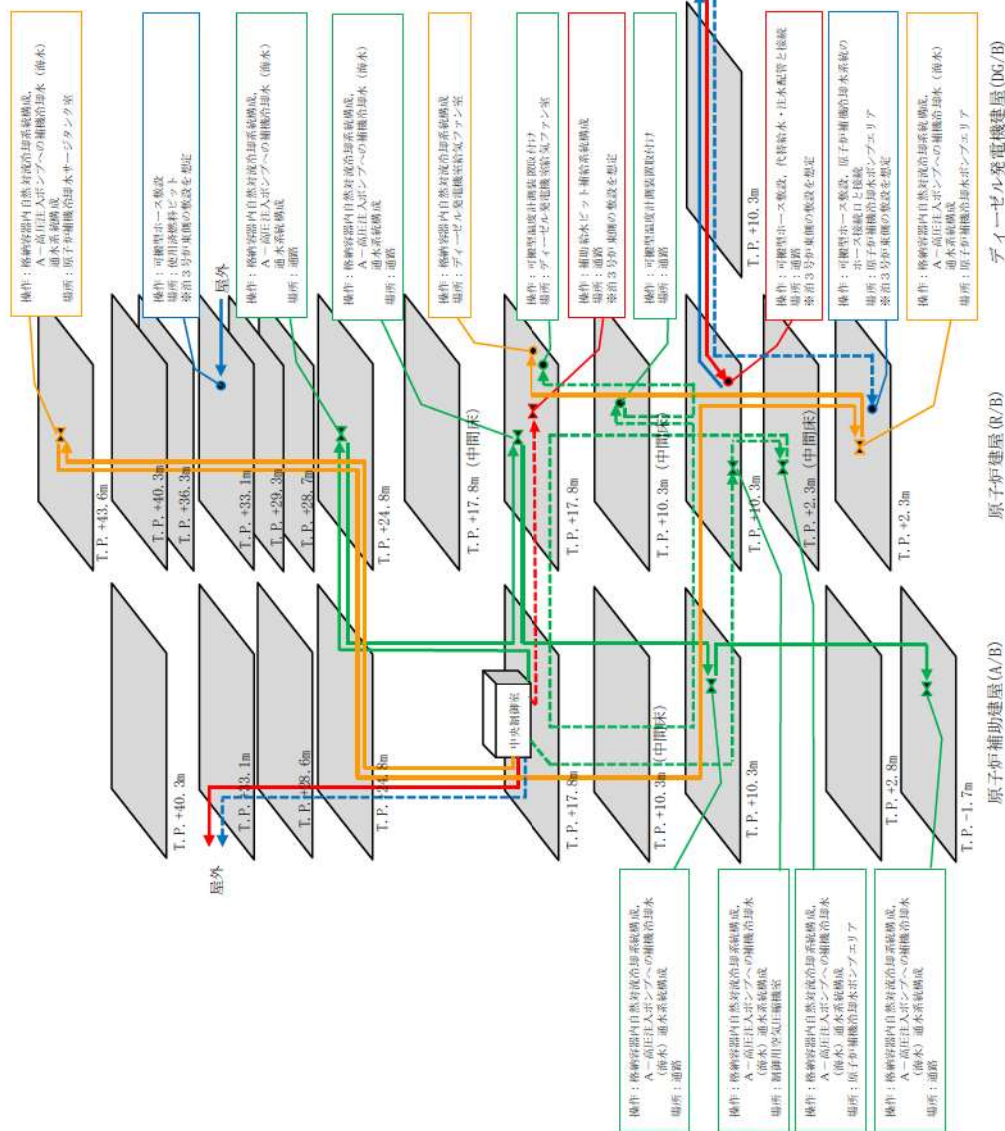 操作：格納容器内自然対流冷却系統構成，
A－高圧注入ポンプへの補機冷却水（海水）
通水系統構成
場所：原子炉補機冷却水サージタンク室
操作：可搬型ホース敷設
場所：使用済燃料ピット
※泊3号炉東側の敷設を想定
操作：格納容器内自然対流冷却系統構成，
A－高圧注入ポンプへの補機冷却水（海水）
通水系統構成
場所：通路
操作：格納容器内自然対流冷却系統構成，
A－高圧注入ポンプへの補機冷却水（海水）
通水系統構成
場所：通路
操作：格納容器内自然対流冷却系統構成
場所：ディーゼル発電機室給気ファン室
操作：可搬型温度計測装置取付け
場所：ディーゼル発電機室給気ファン室
操作：補助給水ピット補給系統構成
場所：通路
※泊3号炉東側の敷設を想定
操作：可搬型温度計測装置取付け
場所：通路
操作：可搬型ホース敷設，代替給水・注水配管と接続
場所：通路
※泊3号炉東側の敷設を想定
操作：可搬型ホース敷設，原子炉補機冷却水系統の
ホース接続口と接続
場所：原子炉補機冷却水ポンプエリア
※泊3号炉東側の敷設を想定
操作：格納容器内自然対流冷却系統構成，
A－高圧注入ポンプへの補機冷却水（海水）
通水系統構成
場所：原子炉補機冷却水ポンプエリア
T.P.+10.3m
ディーゼル発電機建屋(DG/B)
屋外
T.P.+43.6m
T.P.+40.3m
T.P.+36.3m
T.P.+33.1m
T.P.+29.3m
T.P.+28.7m
T.P.+24.8m
T.P.+17.8m（中間床）
T.P.+17.8m
T.P.+10.3m（中間床）
T.P.+10.3m
T.P.+2.3m（中間床）
T.P.+2.3m
原子炉建屋(R/B)
中央制御室
屋外
T.P.+40.3m
T.P.+33.1m
T.P.+28.6m
T.P.+24.8m
T.P.+17.8m
T.P.+10.3m（中間床）
T.P.+10.3m
T.P.+2.8m
T.P.-1.7m
原子炉補助建屋(A/B)
操作：格納容器内自然対流冷却系統構成，
A－高圧注入ポンプへの補機冷却水
（海水）通水系統構成
場所：通路
操作：格納容器内自然対流冷却系統構成，
A－高圧注入ポンプへの補機冷却水
（海水）通水系統構成
場所：制御用空気圧縮機室
操作：格納容器内自然対流冷却系統構成，
A－高圧注入ポンプへの補機冷却水
（海水）通水系統構成
場所：原子炉補機冷却水ポンプエリア
操作：格納容器内自然対流冷却系統構成，
A－高圧注入ポンプへの補機冷却水
（海水）通水系統構成
場所：通路